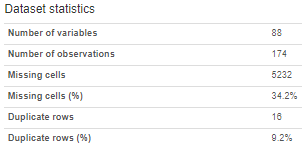 Dataset statistics
Number of variables 88
Number of observations 174
Missing cells 5232
Missing cells (%) 34.2%
Duplicate rows 16
Duplicate rows (%) 9.2%